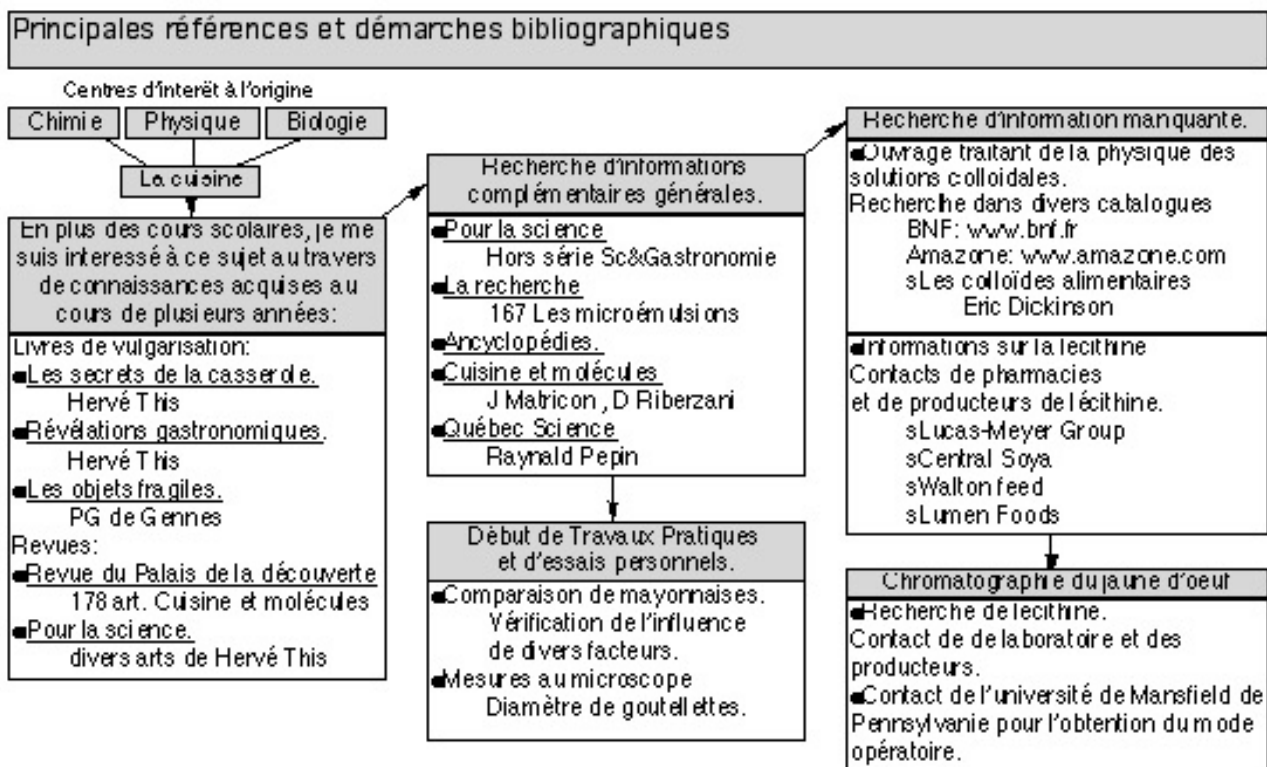 Principales références et démarches bibliographiques
Centres d'interêt à l'origine
Chimie
Physique
Biologie
La cuisine
En plus des cours scolaires, je me
suis interessé à ce sujet au travers
de connaissances acquises au
cours de plusieurs années:
Livres de vulgarisation:
Les secrets de la casserole.
Hervé This
Révélations gastronomiques.
Hervé This
Les objets fragiles.
PG de Gennes
Revues:
Revue du Palais de la découverte
178 art. Cuisine et molécules
Pour la science.
divers arts de Hervé This
Recherche d'informations
complémentaires générales.
Pour la science
Hors série Sc&Gastronomie
La recherche
167 Les microémulsions
Ancyclopédies.
Cuisine et molécules
J Matricon , D Riberzani
Québec Science
Raynald Pepin
Début de Travaux Pratiques
et d'essais personnels.
Comparaison de mayonnaises.
Vérification de l'influence
de divers facteurs.
Mesures au microscope
Diamètre de goutellettes.
Recherche d'information manquante.
Ouvrage traitant de la physique des
solutions colloidales.
Recherche dans divers catalogues
BNF: www.bnf.fr
Amazone: www.amazone.com
sLes colloïdes alimentaires
Eric Dickinson
Informations sur la lecithine
Contacts de pharmacies
et de producteurs de lécithine.
sLucas-Meyer Group
sCentral Soya
sWalton feed
sLumen Foods
Chromatographie du jaune d'oeuf
Recherche de lecithine.
Contact de de laboratoire et des
producteurs.
Contact de l'université de Mansfield de
Pennsylvanie pour l'obtention du mode
opératoire.